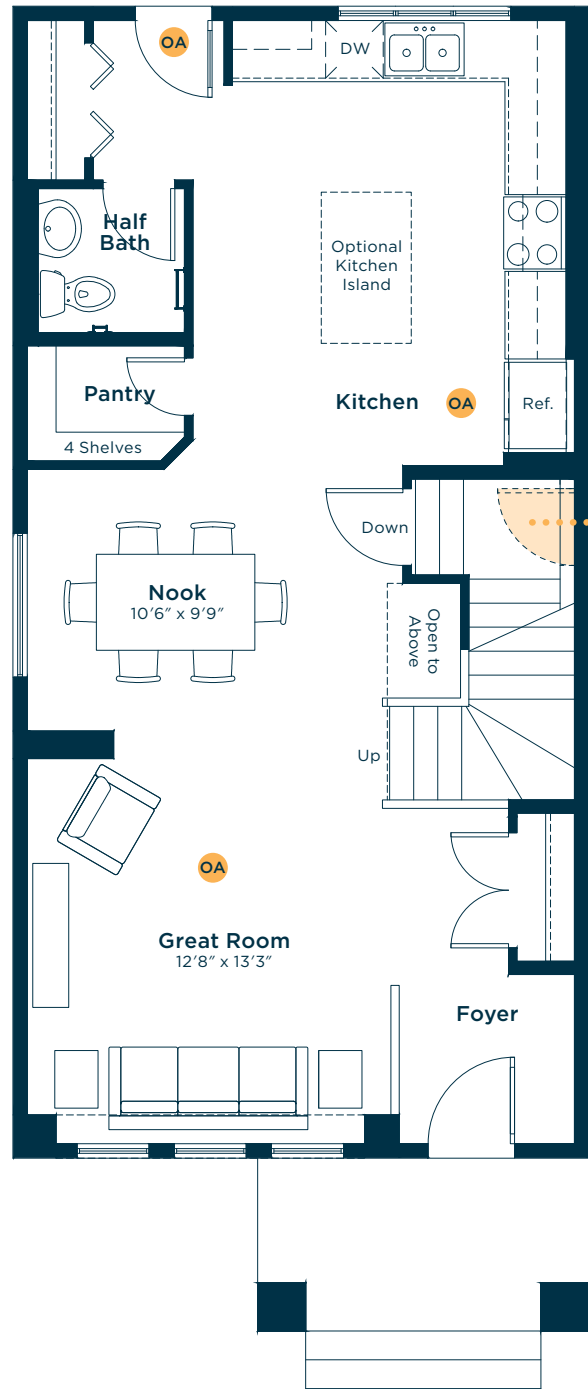 OA
DW
Half
Bath
Optional
Kitchen
Island
Pantry
4 Shelves
Kitchen
OA
Ref.
Down
Nook
10'6" x 9'9"
Open to
Above
Up
OA
Great Room
12'8" x 13'3"
Foyer